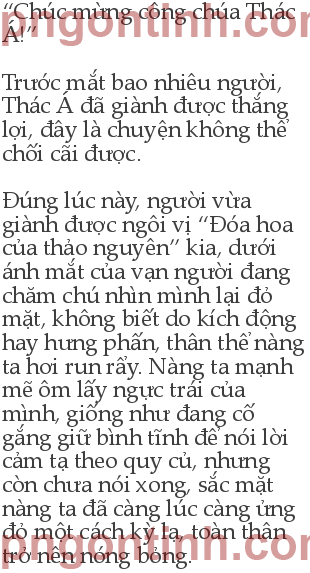 pngontinh.com
“Chúc mừng công chúa Thác
Á!”
Trước mắt bao nhiêu người,
Thác Á đã giành được thắng
lợi, đây là chuyện không thể
chối cãi được.
Đúng lúc này, người vừa
giành được ngôi vị “Đóa hoa
của thảo nguyên” kia, dưới
ánh mắt của vạn người đang
chăm chú nhìn mình lại đỏ
mặt, không biết do kích động
hay hưng phấn, thân thể nàng
ta hơi run rẩy. Nàng ta mạnh
mẽ ôm lấy ngực trái của
mình, giống như đang cố
gắng giữ bình tĩnh để nói lời
cảm tạ theo quy củ, nhưng
còn chưa nói xong, sắc mặt
nàng ta đã càng lúc càng ửng
đỏ một cách kỳ lạ, toàn thân
trở nên nóng bỏng.
pngontinh.com